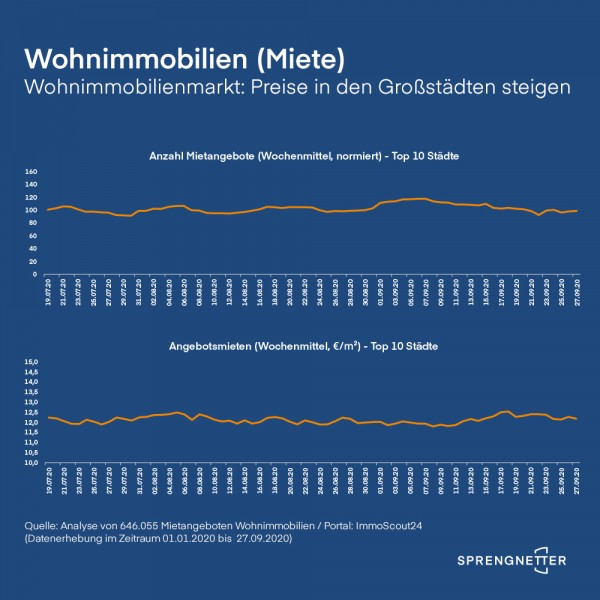 Wohnimmobilien (Miete)
Wohnimmobilienmarkt: Preise in den Großstädten steigen
Anzahl Mietangebote (Wochenmittel, normiert) - Top 10 Städte
160
140
120
100
80
60
40
20
0
19.07.20 21.07.20 23.07.20 25.07.20 27.07.20 29.07.20 31.07.20 02.08.20 04.08.20 06.08.20 08.08.20 10.08.20 12.08.20 14.08.20 16.08.20 18.08.20 20.08.20 22.08.20 24.08.20 26.08.20 28.08.20 30.08.20 01.09.20 03.09.20 05.09.20 07.09.20 09.09.20 11.09.20 13.09.20 15.09.20 17.09.20 19.09.20 21.09.20 23.09.20 25.09.20 27.09.20
Angebotsmieten (Wochenmittel, €/m²) - Top 10 Städte
15,0
14,5
14,0
13,5
13,0
12,5
12,0
11,5
11,0
10,5
10,0
19.07.20 21.07.20 23.07.20 25.07.20 27.07.20 29.07.20 31.07.20 02.08.20 04.08.20 06.08.20 08.08.20 10.08.20 12.08.20 14.08.20 16.08.20 18.08.20 20.08.20 22.08.20 24.08.20 26.08.20 28.08.20 30.08.20 01.09.20 03.09.20 05.09.20 07.09.20 09.09.20 11.09.20 13.09.20 15.09.20 17.09.20 19.09.20 21.09.20 23.09.20 25.09.20 27.09.20
Quelle: Analyse von 646.055 Mietangeboten Wohnimmobilien / Portal: ImmoScout24
(Datenerhebung im Zeitraum 01.01.2020 bis 27.09.2020)
SPRENGNETTER